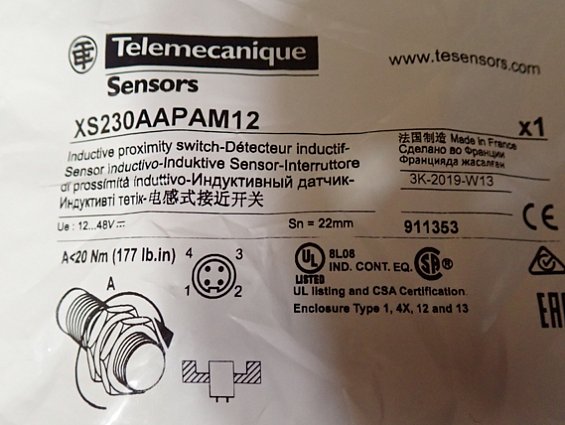 Telemecanique
Sensors
www.tesensors.com
XS230AAPAM12
x1
Inductive proximity switch-Détecteur inductif-
Sensor inductivo-Induktive Sensor-Interruttore
di prossimità induttivo-Индуктивный датчик-
Индуктивті тетік-电感式接近开关
法国制造 Made in France
Сделано во Франции
Францияда жасалған
3K-2019-W13
Ue : 12...48V
Sn = 22mm
911353
CE
A<20 Nm (177 lb.in)
4 3
1 2
A
UL
LISTED
8L08
IND. CONT. EQ.
SA
UL listing and CSA Certification
Enclosure Type 1, 4X, 12 and 13
EAC